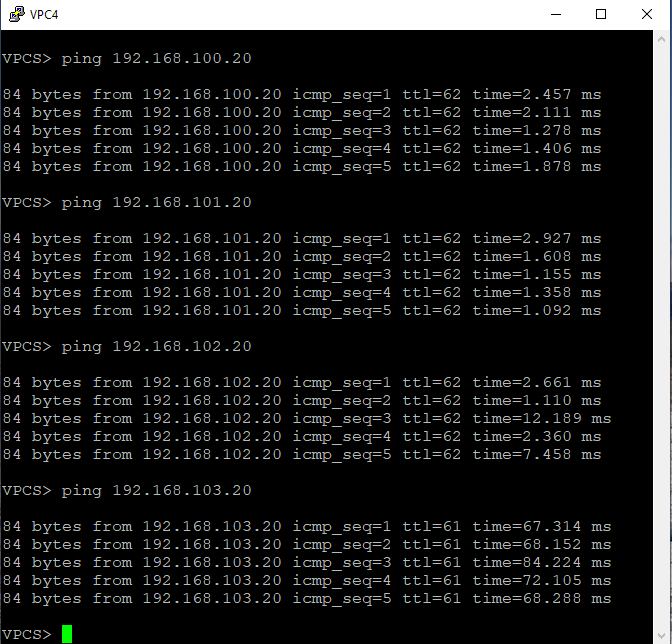 VPC4
VPCS> ping 192.168.100.20
84 bytes from 192.168.100.20 icmp_seq=1 ttl=62 time=2.457 ms
84 bytes from 192.168.100.20 icmp_seq=2 ttl=62 time=2.111 ms
84 bytes from 192.168.100.20 icmp_seq=3 ttl=62 time=1.278 ms
84 bytes from 192.168.100.20 icmp_seq=4 ttl=62 time=1.406 ms
84 bytes from 192.168.100.20 icmp_seq=5 ttl=62 time=1.878 ms
VPCS> ping 192.168.101.20
84 bytes from 192.168.101.20 icmp_seq=1 ttl=62 time=2.927 ms
84 bytes from 192.168.101.20 icmp_seq=2 ttl=62 time=1.608 ms
84 bytes from 192.168.101.20 icmp_seq=3 ttl=62 time=1.155 ms
84 bytes from 192.168.101.20 icmp_seq=4 ttl=62 time=1.358 ms
84 bytes from 192.168.101.20 icmp_seq=5 ttl=62 time=1.092 ms
VPCS> ping 192.168.102.20
84 bytes from 192.168.102.20 icmp_seq=1 ttl=62 time=2.661 ms
84 bytes from 192.168.102.20 icmp_seq=2 ttl=62 time=1.110 ms
84 bytes from 192.168.102.20 icmp_seq=3 ttl=62 time=12.189 ms
84 bytes from 192.168.102.20 icmp_seq=4 ttl=62 time=2.360 ms
84 bytes from 192.168.102.20 icmp_seq=5 ttl=62 time=7.458 ms
VPCS> ping 192.168.103.20
84 bytes from 192.168.103.20 icmp_seq=1 ttl=61 time=67.314 ms
84 bytes from 192.168.103.20 icmp_seq=2 ttl=61 time=68.152 ms
84 bytes from 192.168.103.20 icmp_seq=3 ttl=61 time=84.224 ms
84 bytes from 192.168.103.20 icmp_seq=4 ttl=61 time=72.105 ms
84 bytes from 192.168.103.20 icmp_seq=5 ttl=61 time=68.288 ms
VPCS>